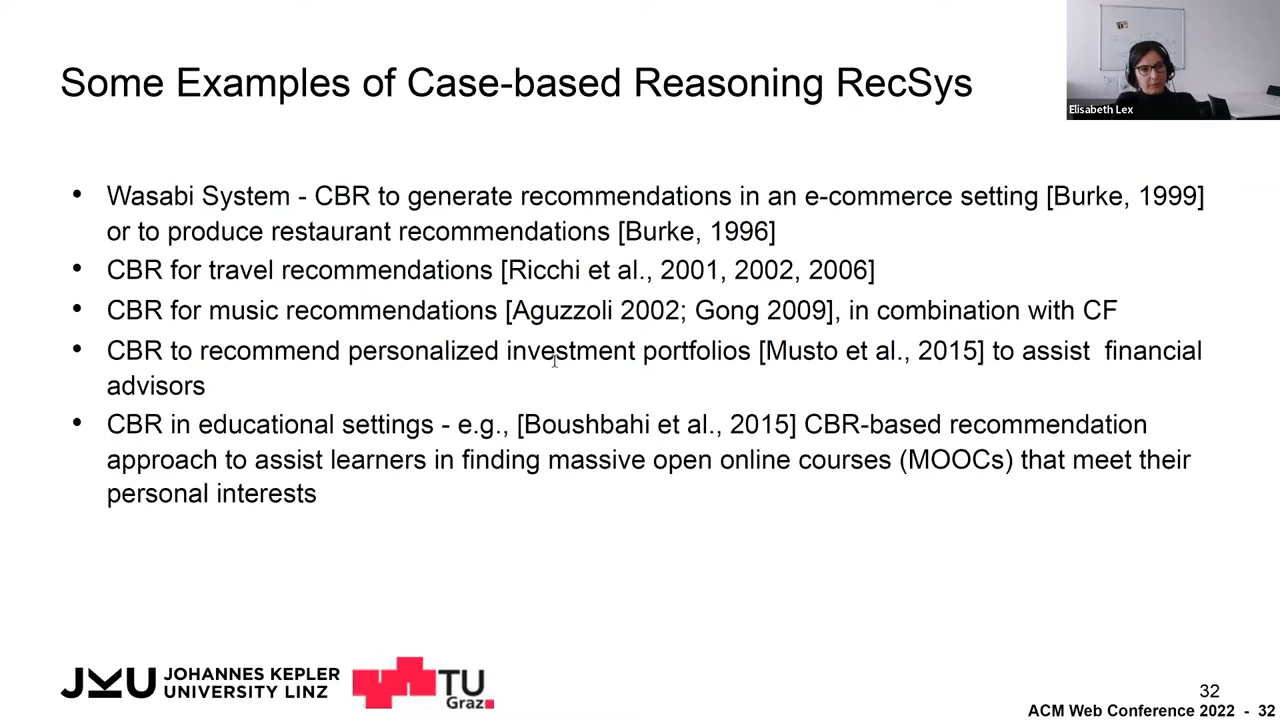 Some Examples of Case-based Reasoning RecSys
Elisabeth Lex
• Wasabi System - CBR to generate recommendations in an e-commerce setting [Burke, 1999]
or to produce restaurant recommendations [Burke, 1996]
• CBR for travel recommendations [Ricchi et al., 2001, 2002, 2006]
• CBR for music recommendations [Aguzzoli 2002; Gong 2009], in combination with CF
• CBR to recommend personalized investment portfolios [Musto et al., 2015] to assist  financial
advisors
• CBR in educational settings - e.g., [Boushbahi et al., 2015] CBR-based recommendation
approach to assist learners in finding massive open online courses (MOOCs) that meet their
personal interests
JKU JOHANNES KEPLER
UNIVERSITY LINZ
TU
Graz
32
ACM Web Conference 2022 - 32